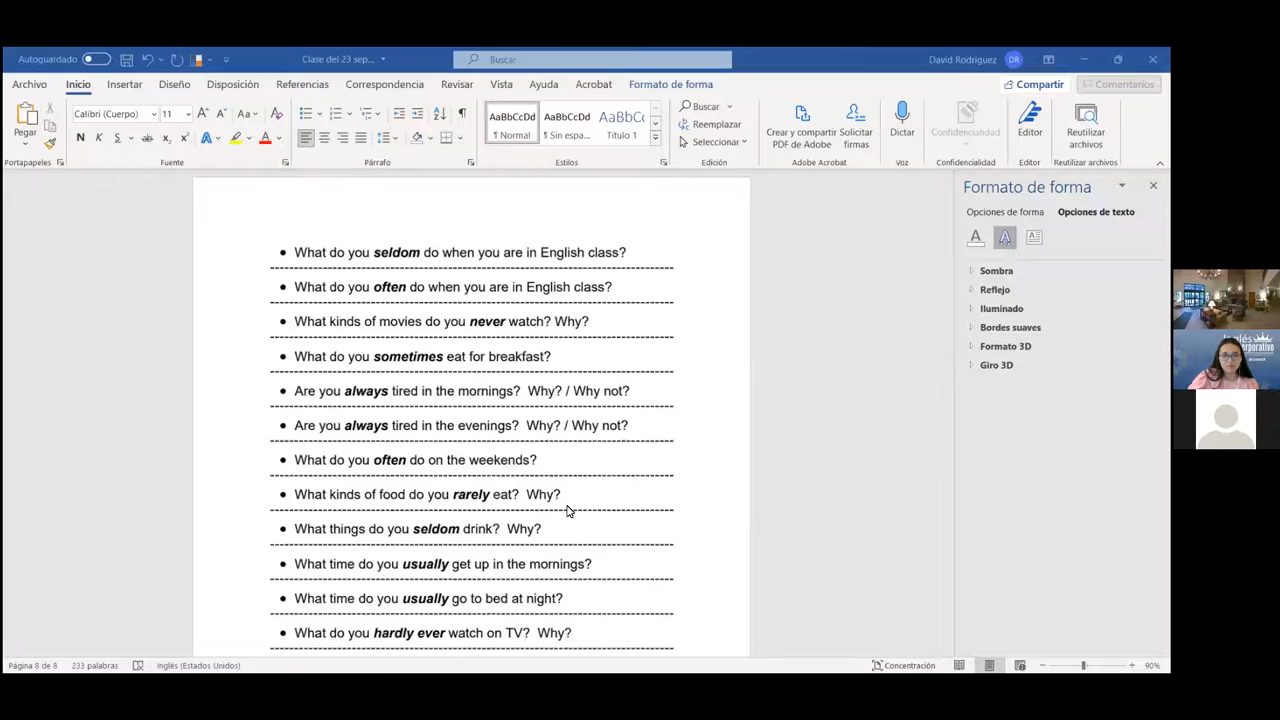 Autoguardado
Clase del 23 sep...
Buscar
David Rodriguez
DR
Archivo Inicio Insertar Diseño Disposición Referencias Correspondencia Revisar Vista Ayuda Acrobat Formato de forma
Compartir
Comentarios
Pegar
Portapapeles
Calibri (Cuerpo) 11
Fuente
Párrafo
AaBbCcDd AaBbCcDd AaBbCc
¶ Normal ¶ Sin espa... Título 1
Estilos
Buscar
Reemplazar
Seleccionar
Edición
Crear y compartir PDF de Adobe
Solicitar firmas
Adobe Acrobat
Dictar
Voz
Confidencialidad
Confidencialidad
Editor
Editor
Reutilizar archivos
Reutilizar archivos
• What do you seldom do when you are in English class?
• What do you often do when you are in English class?
• What kinds of movies do you never watch? Why?
• What do you sometimes eat for breakfast?
• Are you always tired in the mornings? Why? / Why not?
• Are you always tired in the evenings? Why? / Why not?
• What do you often do on the weekends?
• What kinds of food do you rarely eat? Why?
• What things do you seldom drink? Why?
• What time do you usually get up in the mornings?
• What time do you usually go to bed at night?
• What do you hardly ever watch on TV? Why?
Formato de forma
Opciones de forma Opciones de texto
Sombra
Reflejo
Iluminado
Bordes suaves
Formato 3D
Giro 3D
Página 8 de 8 233 palabras Inglés (Estados Unidos)
Concentración
90%